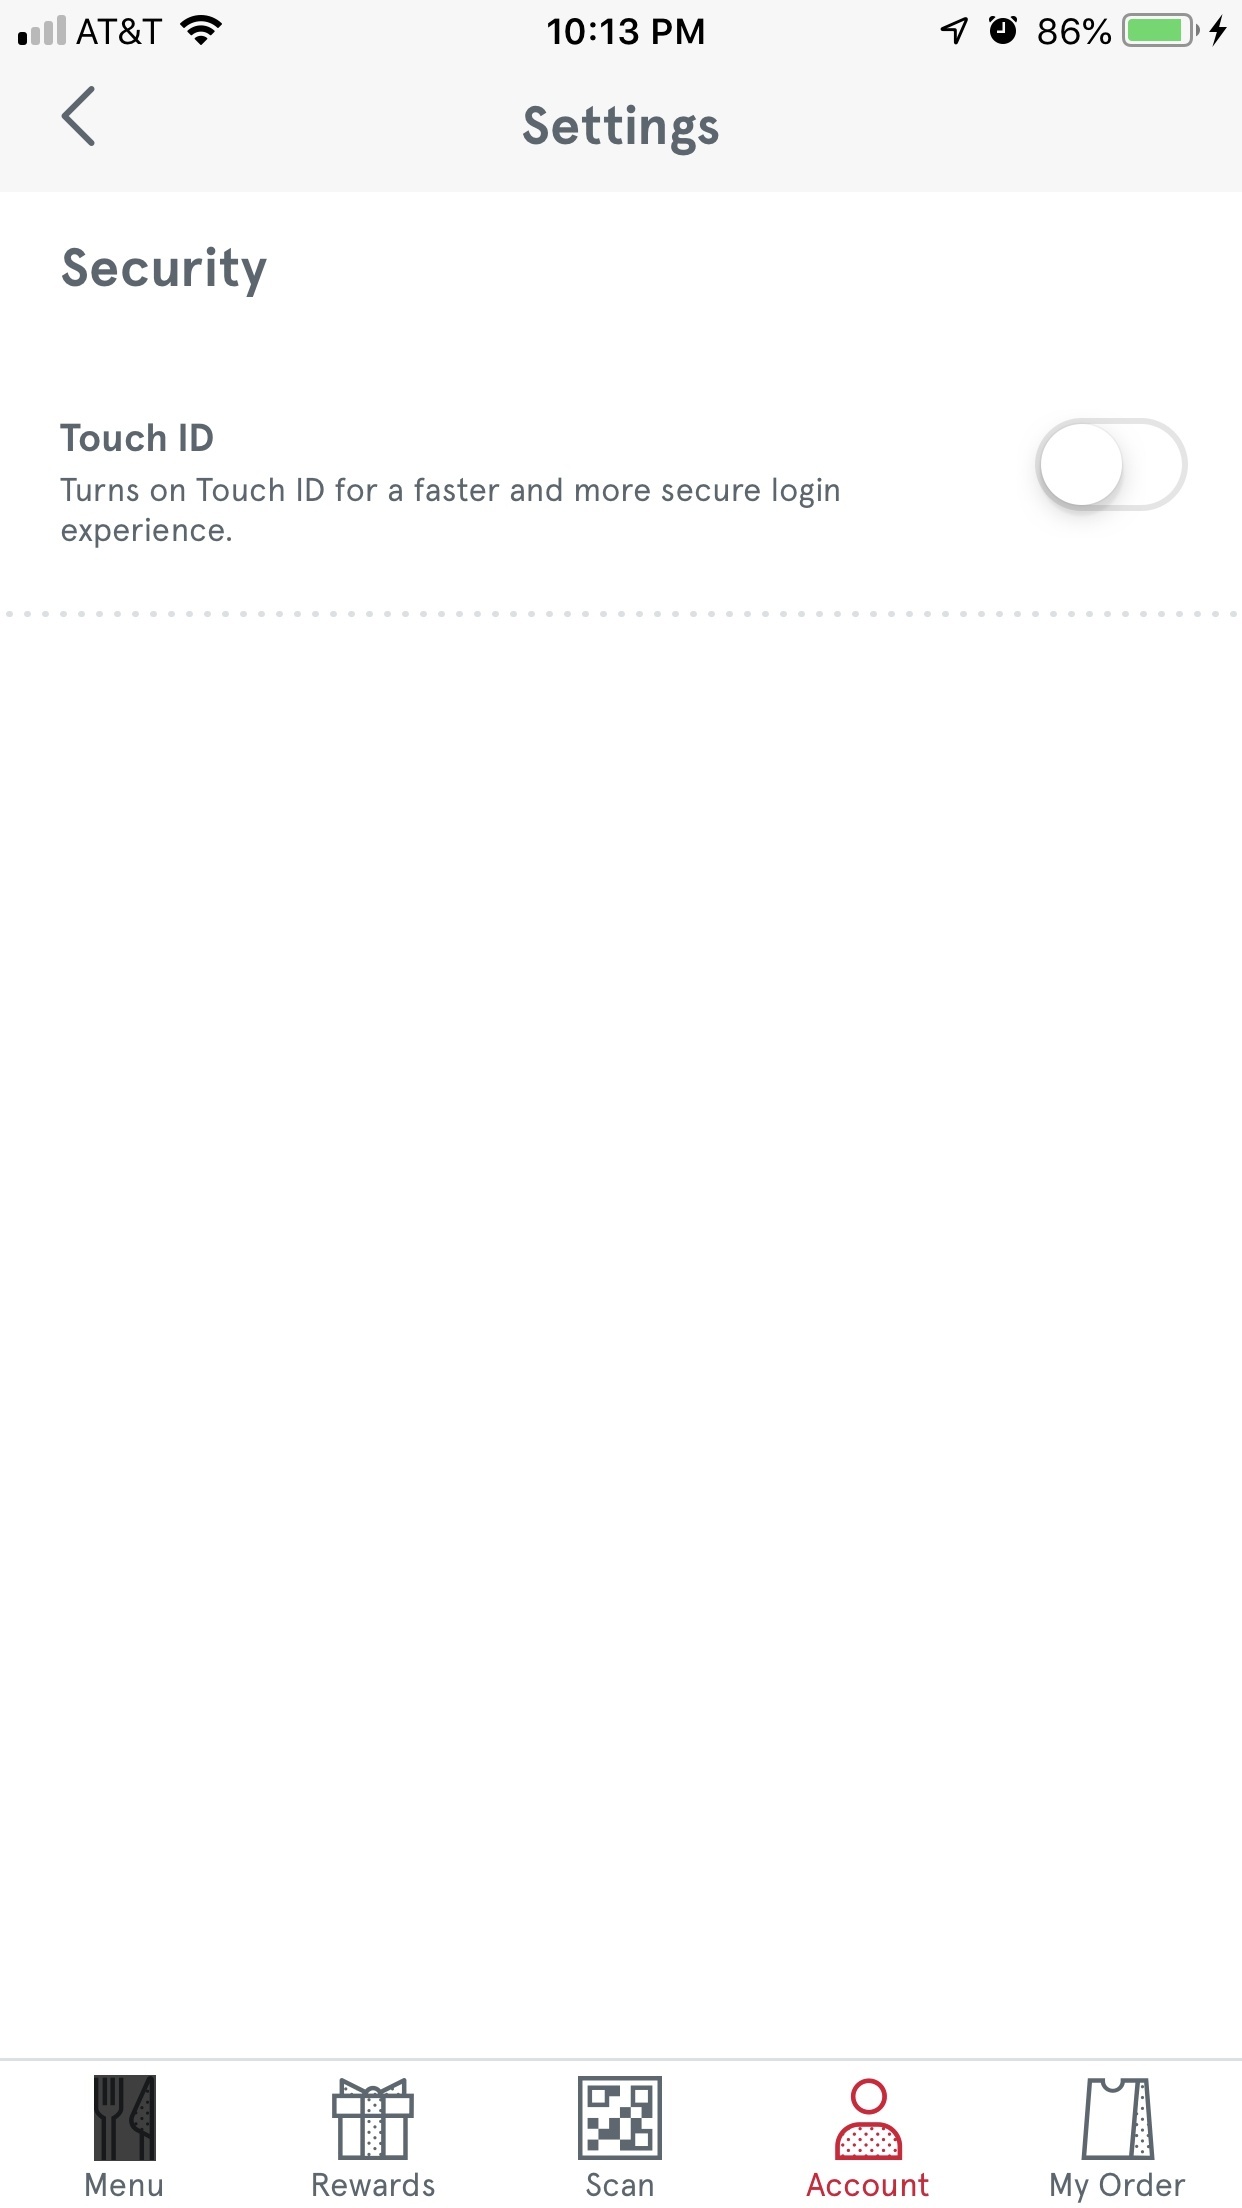 AT&T 10:13 PM 86%
Settings
Security
Touch ID
Turns on Touch ID for a faster and more secure login
experience.
Menu Rewards Scan Account My Order